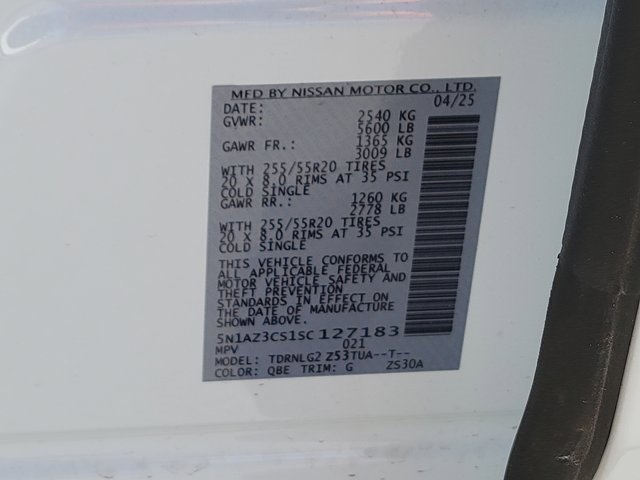 MFD BY NISSAN MOTOR CO., LTD.
DATE: 04/25
GVWR: 2540 KG
5600 LB
GAWR FR.: 1365 KG
3009 LB
WITH 255/55R20 TIRES
20 X 8.0 RIMS AT 35 PSI
COLD SINGLE
GAWR RR.: 1260 KG
2778 LB
WITH 255/55R20 TIRES
20 X 8.0 RIMS AT 35 PSI
COLD SINGLE
THIS VEHICLE CONFORMS TO
ALL APPLICABLE FEDERAL
MOTOR VEHICLE SAFETY AND
THEFT PREVENTION
STANDARDS IN EFFECT ON
THE DATE OF MANUFACTURE
SHOWN ABOVE.
5N1AZ3CS1SC127183
MPV 021
MODEL: TDRNLG2 Z53TUA--T--
COLOR: QBE TRIM: G ZS30A